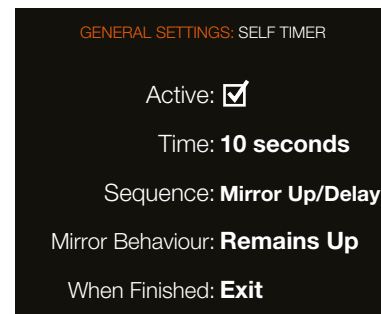 GENERAL SETTINGS: SELF TIMER
Active:
Time: 10 seconds
Sequence: Mirror Up/Delay
Mirror Behaviour: Remains Up
When Finished: Exit